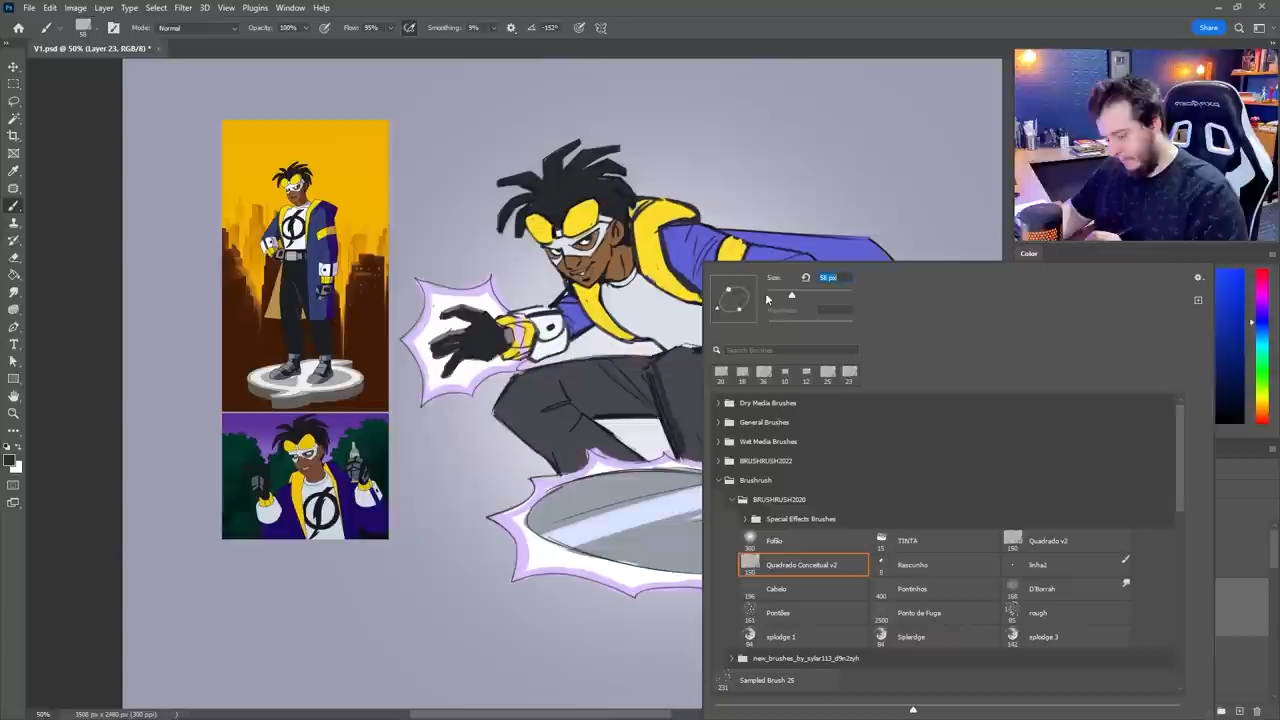 File Edit Image Layer Type Select Filter 3D View Plugins Window Help
58 Mode: Normal Opacity: 100% Flow: 95% Smoothing: 9% -152° Share
V1.psd @ 50% (Layer 23, RGB/8) *
Color
Size: 58 px
Hardness:
Search Brushes
20 18 36 10 12 25 23
Dry Media Brushes
General Brushes
Wet Media Brushes
BRUSHRUSH2022
Brushrush
BRUSHRUSH2020
Special Effects Brushes
300 Fofão 15 TINTA 150 Quadrado v2
150 Quadrado Conceitual v2 8 Rascunho linha2
196 Cabelo 400 Pontinhos 168 D'Borrah
161 Pontões 2500 Ponto de Fuga 85 rough
84 splodge 1 84 Splerdge 142 splodge 3
new_brushes_by_sylar113_d9n2zyh
231 Sampled Brush 25
50% 3508 px x 2480 px (300 ppi)